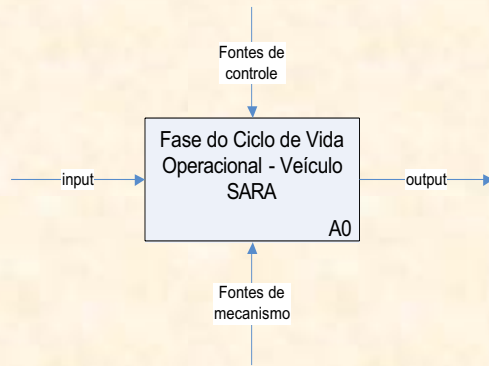 Fontes de
controle
Fase do Ciclo de Vida
Operacional - Veículo
SARA
input
output
A0
Fontes de
mecanismo